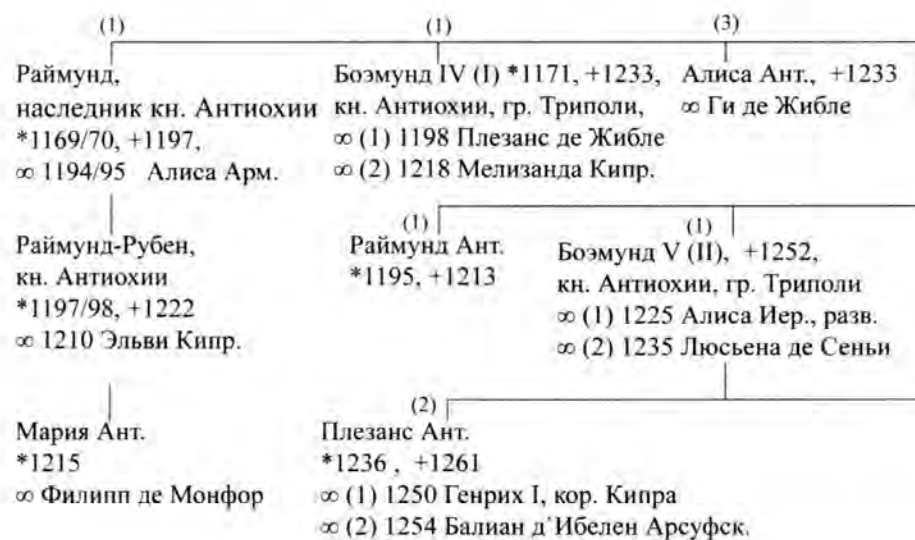 (1) (1) (3)
Раймунд,
наследник кн. Антиохии
*1169/70, +1197,
∞ 1194/95 Алиса Арм.
Боэмунд IV (I) *1171, +1233,
кн. Антиохии, гр. Триполи,
∞ (1) 1198 Плезанс де Жибле
∞ (2) 1218 Мелизанда Кипр.
Алиса Ант., +1233
∞ Ги де Жибле
Раймунд-Рубен,
кн. Антиохии
*1197/98, +1222
∞ 1210 Эльви Кипр.
(1)
Раймунд Ант.
*1195, +1213
(1)
Боэмунд V (II), +1252,
кн. Антиохии, гр. Триполи
∞ (1) 1225 Алиса Иер., разв.
∞ (2) 1235 Люсьена де Сеньи
Мария Ант.
*1215
∞ Филипп де Монфор
(2)
Плезанс Ант.
*1236 , +1261
∞ (1) 1250 Генрих I, кор. Кипра
∞ (2) 1254 Балиан д'Ибелен Арсуфск.